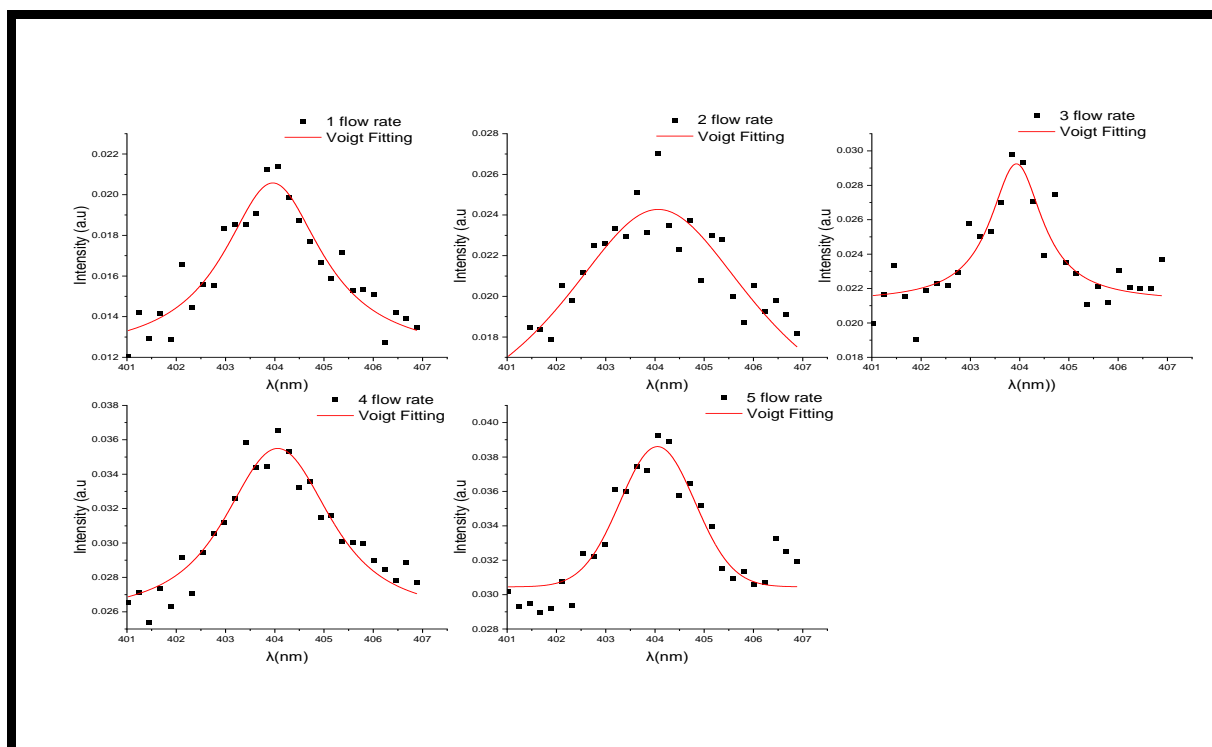 1 flow rate
Voigt Fitting
Intensity (a.u)
0.022
0.020
0.018
0.016
0.014
0.012
401 402 403 404 405 406 407
λ(nm)
2 flow rate
Voigt Fitting
Intensity (a.u
0.028
0.026
0.024
0.022
0.020
0.018
401 402 403 404 405 406 407
λ(nm)
3 flow rate
Voigt Fitting
Intensity (a.u
0.030
0.028
0.026
0.024
0.022
0.020
0.018
401 402 403 404 405 406 407
λ(nm))
4 flow rate
Voigt Fitting
Intensity (a.u
0.038
0.036
0.034
0.032
0.030
0.028
0.026
401 402 403 404 405 406 407
λ(nm)
5 flow rate
Voigt Fitting
Intensity (a.u
0.040
0.038
0.036
0.034
0.032
0.030
0.028
401 402 403 404 405 406 407
λ(nm)